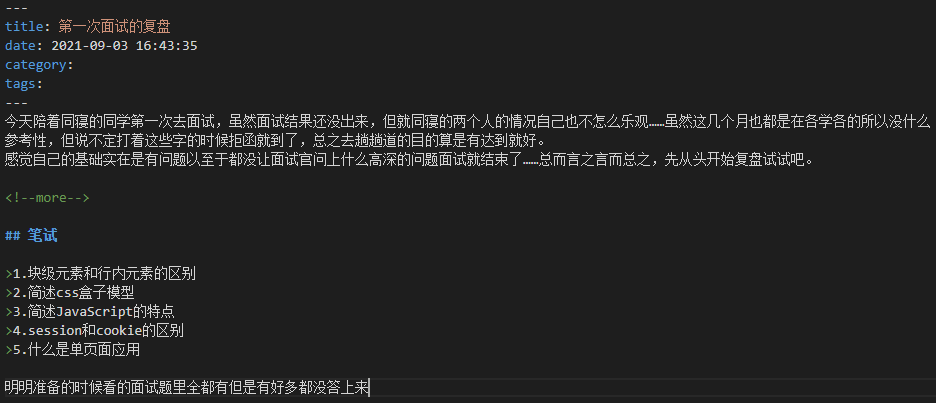 ---
title: 第一次面试的复盘
date: 2021-09-03 16:43:35
category:
tags:
---
今天陪着同寝的同学第一次去面试，虽然面试结果还没出来，但就同寝的两个人的情况自己也不怎么乐观……虽然这几个月也都是在各学各的所以没什么
参考性，但说不定打着这些字的时候拒函就到了，总之去趟趟道的目的算是有达到就好。
感觉自己的基础实在是有问题以至于都没让面试官问上什么高深的问题面试就结束了……总而言之言而总之，先从头开始复盘试试吧。
<!--more-->
## 笔试
>1.块级元素和行内元素的区别
>2.简述css盒子模型
>3.简述JavaScript的特点
>4.session和cookie的区别
>5.什么是单页面应用
明明准备的时候看的面试题里全都有但是有好多都没答上来